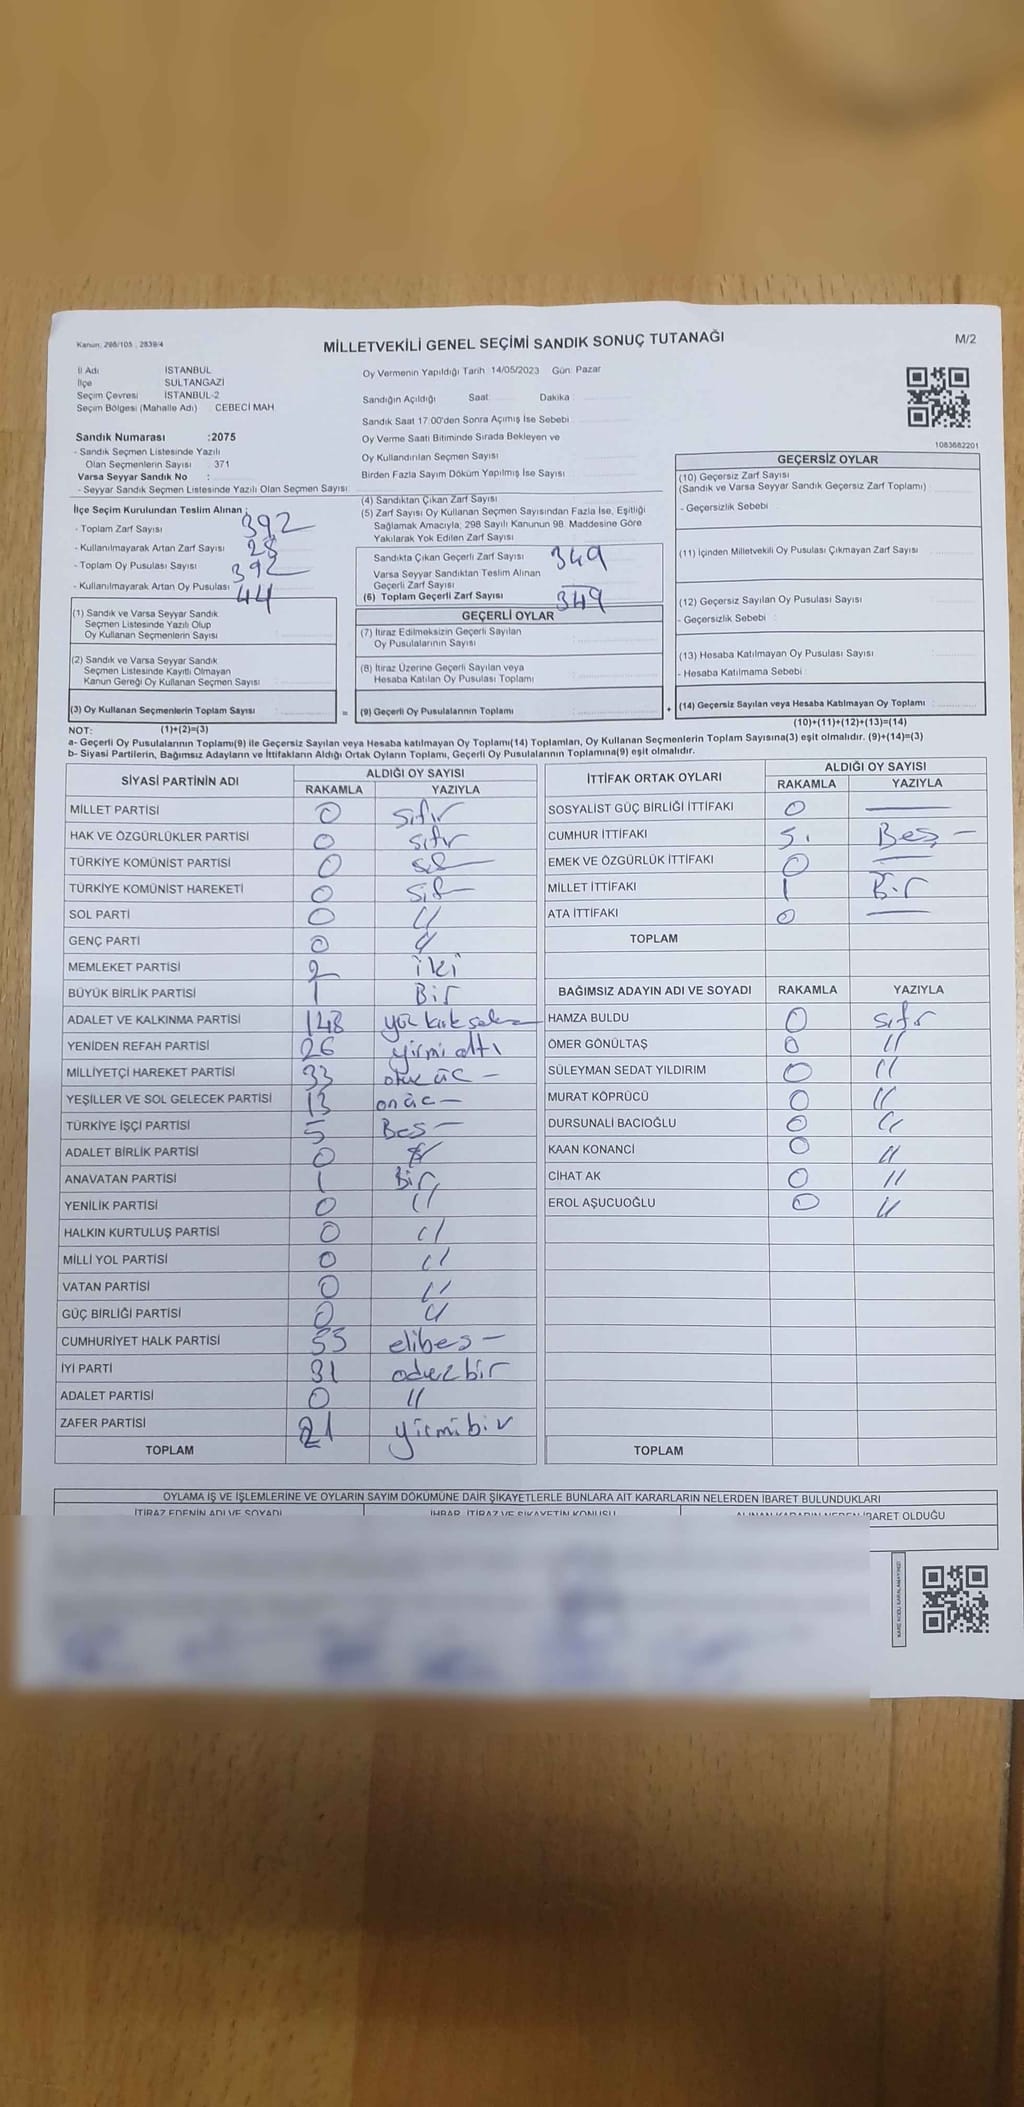 Kanun: 298/105 ; 2839/4
MİLLETVEKİLİ GENEL SEÇİMİ SANDIK SONUÇ TUTANAĞI
M/2
İl Adı İSTANBUL
İlçe SULTANGAZİ
Seçim Çevresi İSTANBUL-2
Seçim Bölgesi (Mahalle Adı) CEBECİ MAH
Sandık Numarası :2075
- Sandık Seçmen Listesinde Yazılı
Olan Seçmenlerin Sayısı : 371
Varsa Seyyar Sandık No :
- Seyyar Sandık Seçmen Listesinde Yazılı Olan Seçmen Sayısı
İlçe Seçim Kurulundan Teslim Alınan :
- Toplam Zarf Sayısı 392
- Kullanılmayarak Artan Zarf Sayısı 28
- Toplam Oy Pusulası Sayısı 392
- Kullanılmayarak Artan Oy Pusulası 44
(1) Sandık ve Varsa Seyyar Sandık
Seçmen Listesinde Yazılı Olup
Oy Kullanan Seçmenlerin Sayısı
(2) Sandık ve Varsa Seyyar Sandık
Seçmen Listesinde Kayıtlı Olmayan
Kanun Gereği Oy Kullanan Seçmen Sayısı
(3) Oy Kullanan Seçmenlerin Toplam Sayısı =
Oy Vermenin Yapıldığı Tarih 14/05/2023 Gün: Pazar
Sandığın Açıldığı Saat Dakika :
Sandık Saat 17:00'den Sonra Açımış İse Sebebi
Oy Verme Saati Bitiminde Sırada Bekleyen ve
Oy Kullandırılan Seçmen Sayısı
Birden Fazla Sayım Döküm Yapılmış İse Sayısı
(4) Sandıktan Çıkan Zarf Sayısı
(5) Zarf Sayısı Oy Kullanan Seçmen Sayısından Fazla İse, Eşitliği
Sağlamak Amacıyla, 298 Sayılı Kanunun 98. Maddesine Göre
Yakılarak Yok Edilen Zarf Sayısı
Sandıkta Çıkan Geçerli Zarf Sayısı 349
Varsa Seyyar Sandıktan Teslim Alınan
Geçerli Zarf Sayısı
(6) Toplam Geçerli Zarf Sayısı 349
GEÇERLİ OYLAR
(7) İtiraz Edilmeksizin Geçerli Sayılan
Oy Pusulalarının Sayısı
(8) İtiraz Üzerine Geçerli Sayılan veya
Hesaba Katılan Oy Pusulası Toplamı
(9) Geçerli Oy Pusulalarının Toplamı +
1083682201
GEÇERSİZ OYLAR
(10) Geçersiz Zarf Sayısı
(Sandık ve Varsa Seyyar Sandık Geçersiz Zarf Toplamı)
- Geçersizlik Sebebi
(11) İçinden Milletvekili Oy Pusulası Çıkmayan Zarf Sayısı
(12) Geçersiz Sayılan Oy Pusulası Sayısı
- Geçersizlik Sebebi
(13) Hesaba Katılmayan Oy Pusulası Sayısı
- Hesaba Katılmama Sebebi
(14) Geçersiz Sayılan veya Hesaba Katılmayan Oy Toplamı
NOT: (1)+(2)=(3) (10)+(11)+(12)+(13)=(14)
a- Geçerli Oy Pusulalarının Toplamı(9) ile Geçersiz Sayılan veya Hesaba katılmayan Oy Toplamı(14) Toplamları, Oy Kullanan Seçmenlerin Toplam Sayısına(3) eşit olmalıdır. (9)+(14)=(3)
b- Siyasi Partilerin, Bağımsız Adayların ve İttifakların Aldığı Ortak Oyların Toplamı, Geçerli Oy Pusulalarının Toplamına(9) eşit olmalıdır.
SİYASİ PARTİNİN ADI ALDIĞI OY SAYISI
RAKAMLA YAZIYLA
MİLLET PARTİSİ 0 sıfır
HAK VE ÖZGÜRLÜKLER PARTİSİ 0 sıfır
TÜRKİYE KOMÜNİST PARTİSİ 0
TÜRKİYE KOMÜNİST HAREKETİ 0 sıf
SOL PARTİ 0 "
GENÇ PARTİ 0 "
MEMLEKET PARTİSİ 2 iki
BÜYÜK BİRLİK PARTİSİ 1 Bir
ADALET VE KALKINMA PARTİSİ 148
YENİDEN REFAH PARTİSİ 26 yirmi altı
MİLLİYETÇİ HAREKET PARTİSİ 33 otuz üç -
YEŞİLLER VE SOL GELECEK PARTİSİ 13 onüc -
TÜRKİYE İŞÇİ PARTİSİ 5 Beş -
ADALET BİRLİK PARTİSİ 0
ANAVATAN PARTİSİ 1 Bir
YENİLİK PARTİSİ 0 "
HALKIN KURTULUŞ PARTİSİ 0 "
MİLLİ YOL PARTİSİ 0 "
VATAN PARTİSİ 0 "
GÜÇ BİRLİĞİ PARTİSİ 0 "
CUMHURİYET HALK PARTİSİ 55 elibes -
İYİ PARTİ 31 otuz bir
ADALET PARTİSİ 0 "
ZAFER PARTİSİ 21 yirmi bir
TOPLAM
İTTİFAK ORTAK OYLARI ALDIĞI OY SAYISI
RAKAMLA YAZIYLA
SOSYALİST GÜÇ BİRLİĞİ İTTİFAKI 0 —
CUMHUR İTTİFAKI 5. Beş -
EMEK VE ÖZGÜRLÜK İTTİFAKI 0 —
MİLLET İTTİFAKI 1 Bir
ATA İTTİFAKI 0 —
TOPLAM
BAĞIMSIZ ADAYIN ADI VE SOYADI RAKAMLA YAZIYLA
HAMZA BULDU 0 sıfır
ÖMER GÖNÜLTAŞ 0 "
SÜLEYMAN SEDAT YILDIRIM 0 "
MURAT KÖPRÜCÜ 0 "
DURSUNALİ BACIOĞLU 0 "
KAAN KONANCİ 0 "
CİHAT AK 0 "
EROL AŞUCUOĞLU 0 "
TOPLAM
OYLAMA İŞ VE İŞLEMLERİNE VE OYLARIN SAYIM DÖKÜMÜNE DAİR ŞİKAYETLERLE BUNLARA AİT KARARLARIN NELERDEN İBARET BULUNDUKLARI
İTİRAZ EDENİN ADI VE SOYADI İHBAR, İTİRAZ VE ŞİKAYETİN KONUSU ALINAN KARARIN NEDEN İBARET OLDUĞU
KARE KODU KARALAMAYINIZ!